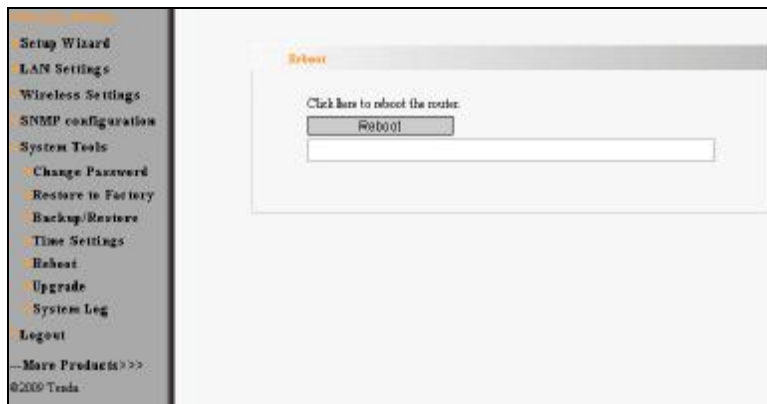 Setup Wizard
LAN Settings
Wireless Settings
SNMP configuration
System Tools
Change Password
Restore to Factory
Backup/Restore
Time Settings
Reboot
Upgrade
System Log
Logout
---More Products>>>
©2009 Tenda
Reboot
Click here to reboot the router.
Reboot